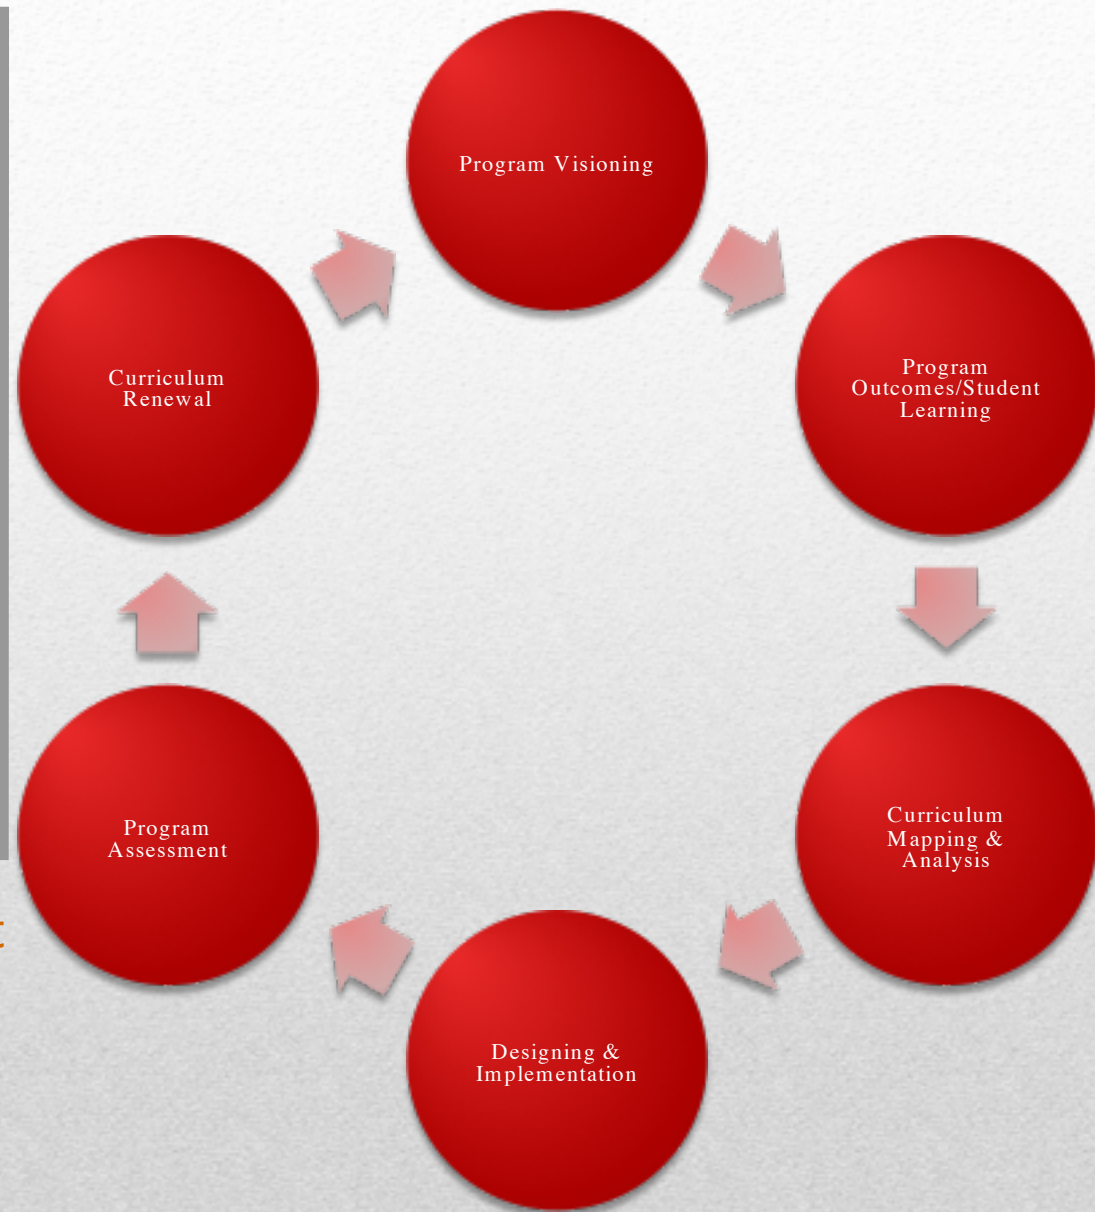 Program Visioning
Program
Outcomes/Student
Learning
Curriculum
Mapping &
Analysis
Designing &
Implementation
Program
Assessment
Curriculum
Renewal